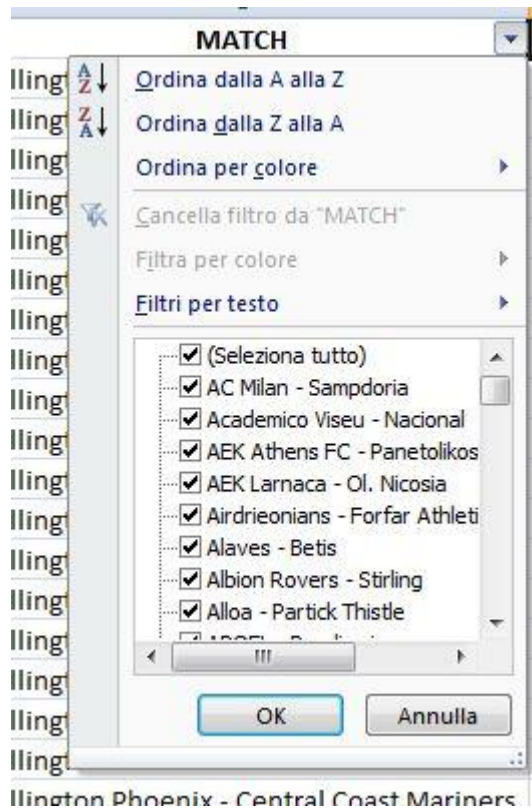 MATCH
Ordina dalla A alla Z
Ordina dalla Z alla A
Ordina per colore
Cancella filtro da "MATCH"
Filtra per colore
Filtri per testo
(Seleziona tutto)
AC Milan - Sampdoria
Academico Viseu - Nacional
AEK Athens FC - Panetolikos
AEK Larnaca - Ol. Nicosia
Airdrieonians - Forfar Athleti
Alaves - Betis
Albion Rovers - Stirling
Alloa - Partick Thistle
OK Annulla
llington Phoenix - Central Coast Mariners